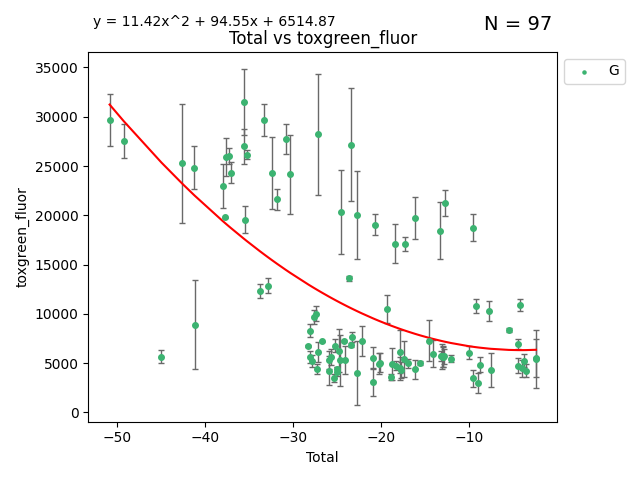 y = 11.42x^2 + 94.55x + 6514.87
N = 97
Total vs toxgreen_fluor
G
35000
30000
25000
20000
15000
10000
5000
0
toxgreen_fluor
−50
−40
−30
−20
−10
Total